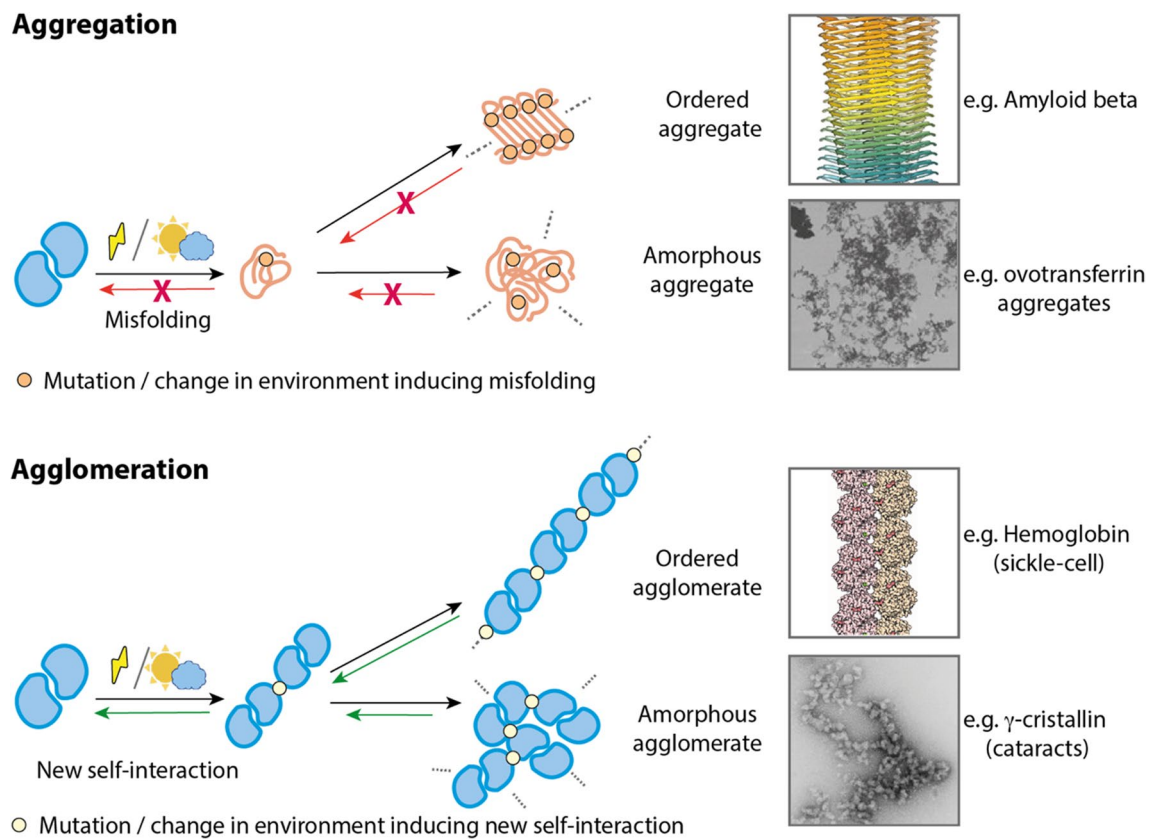 Aggregation
Ordered
aggregate
e.g. Amyloid beta
X
Amorphous
aggregate
e.g. ovotransferrin
aggregates
X
X
Misfolding
Mutation / change in environment inducing misfolding
Agglomeration
Ordered
agglomerate
e.g. Hemoglobin
(sickle-cell)
Amorphous
agglomerate
e.g. γ-cristallin
(cataracts)
New self-interaction
Mutation / change in environment inducing new self-interaction